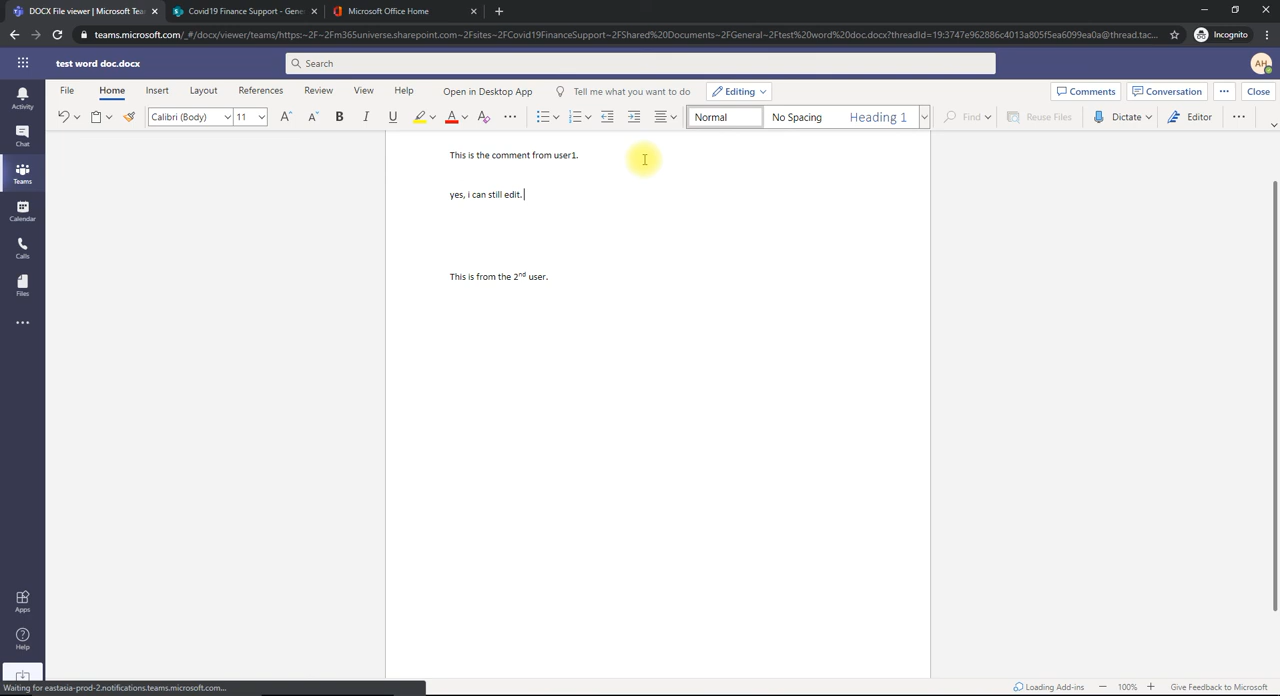 DOCX File viewer | Microsoft Tea
Covid19 Finance Support - Gene
Microsoft Office Home
teams.microsoft.com/_#/docx/viewer/teams/https:~2F~2Fm365universe.sharepoint.com~2Fsites~2FCovid19FinanceSupport~2FShared%20Documents~2FGeneral~2Ftest%20word%20doc.docx?threadId=19:3747e962886c4013a805f5ea6099ea0a@thread.tac...
Incognito
test word doc.docx
Search
AH
File Home Insert Layout References Review View Help Open in Desktop App Tell me what you want to do Editing Comments Conversation ... Close
Calibri (Body) 11 A A B I U A A Normal No Spacing Heading 1 Find Reuse Files Dictate Editor
Activity
Chat
Teams
Calendar
Calls
Files
Apps
Help
This is the comment from user1.
yes, i can still edit.
This is from the 2nd user.
Waiting for eastasia-prod-2.notifications.teams.microsoft.com...
Loading Add-ins 100% Give Feedback to Microsoft